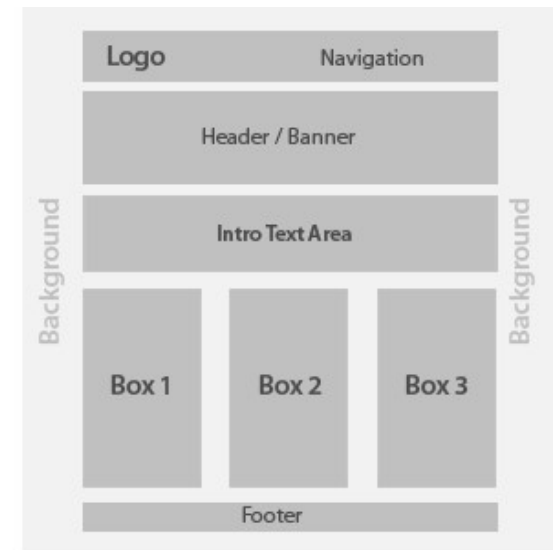 Logo Navigation
Header / Banner
Intro Text Area
Background
Background
Box 1 Box 2 Box 3
Footer